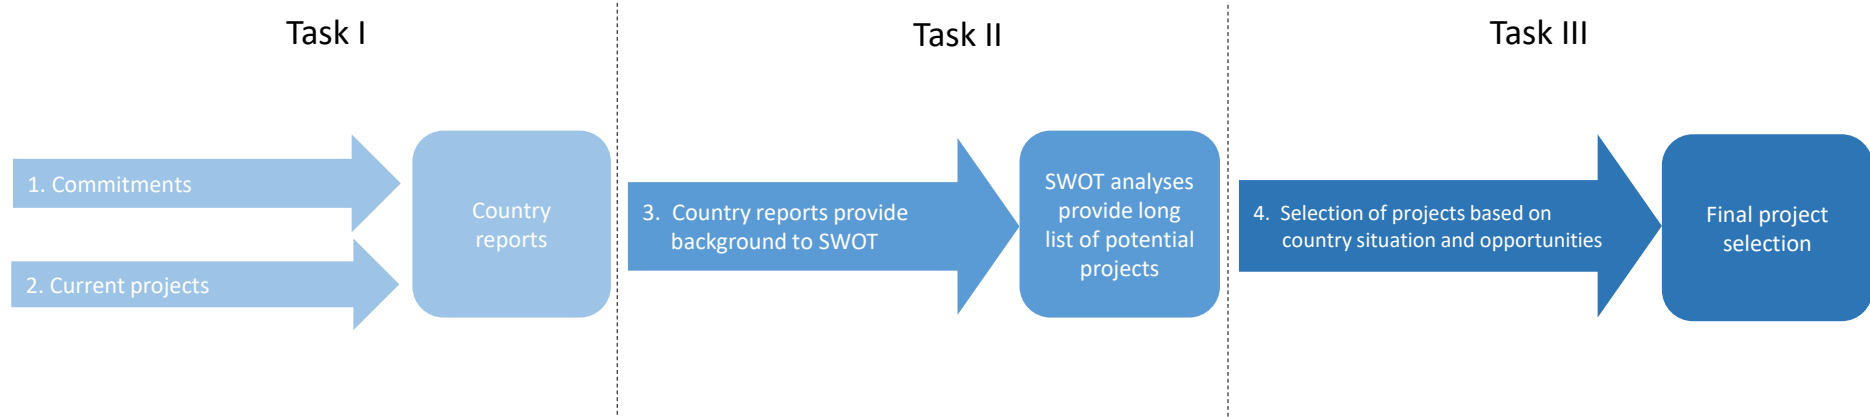 Task I
1. Commitments
2. Current projects
Country
reports
Task II
3. Country reports provide
background to SWOT
SWOT analyses
provide long
list of potential
projects
Task III
4. Selection of projects based on
country situation and opportunities
Final project
selection